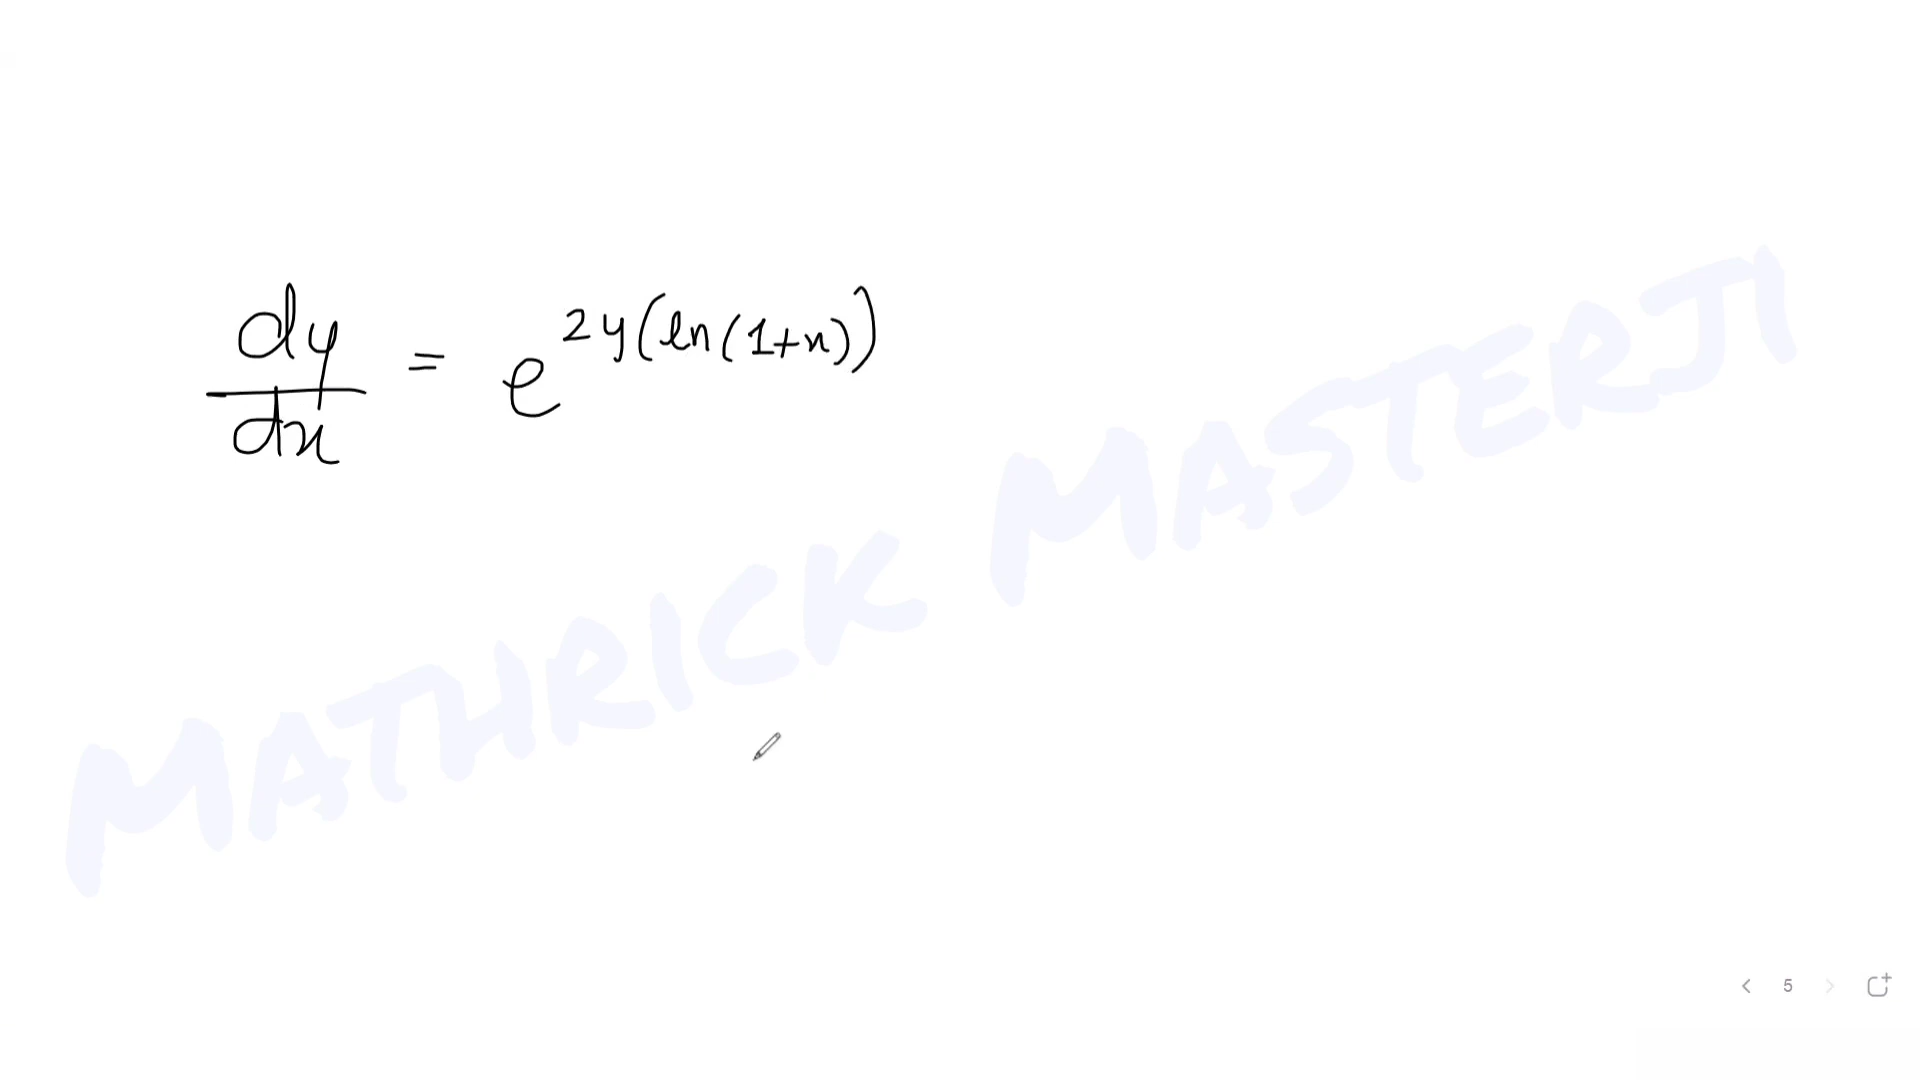 dy/dx = e^{2y(ln(1+x))}
MATHRICK MASTERJI
5